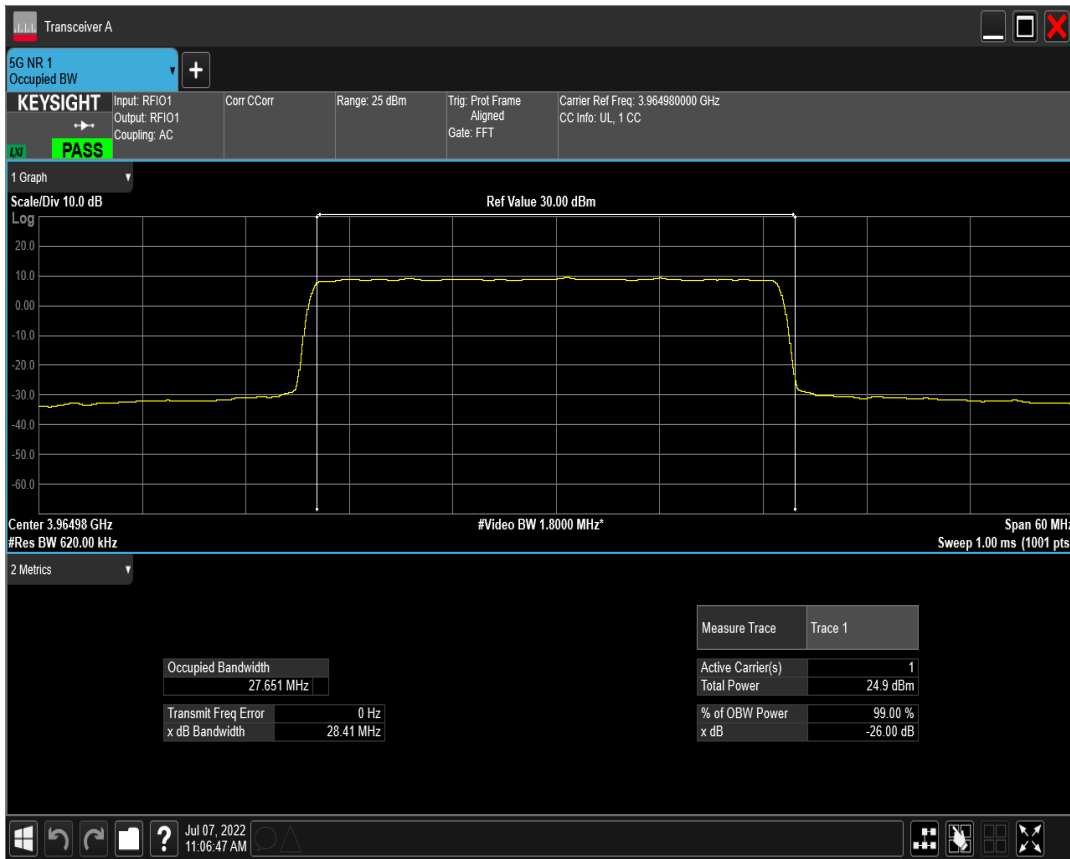 Transceiver A
5G NR 1
Occupied BW
+
KEYSIGHT
LXI
PASS
Input: RFIO1
Output: RFIO1
Coupling: AC
Corr CCorr
Range: 25 dBm
Trig: Prot Frame
Aligned
Gate: FFT
Carrier Ref Freq: 3.964980000 GHz
CC Info: UL, 1 CC
1 Graph
Scale/Div 10.0 dB
Ref Value 30.00 dBm
Log
20.0
10.0
0.00
-10.0
-20.0
-30.0
-40.0
-50.0
-60.0
Center 3.96498 GHz
#Video BW 1.8000 MHz*
Span 60 MHz
#Res BW 620.00 kHz
Sweep 1.00 ms (1001 pts
2 Metrics
Measure Trace Trace 1
Occupied Bandwidth
27.651 MHz
Active Carrier(s) 1
Total Power 24.9 dBm
Transmit Freq Error 0 Hz
x dB Bandwidth 28.41 MHz
% of OBW Power 99.00 %
x dB -26.00 dB
?
Jul 07, 2022
11:06:47 AM